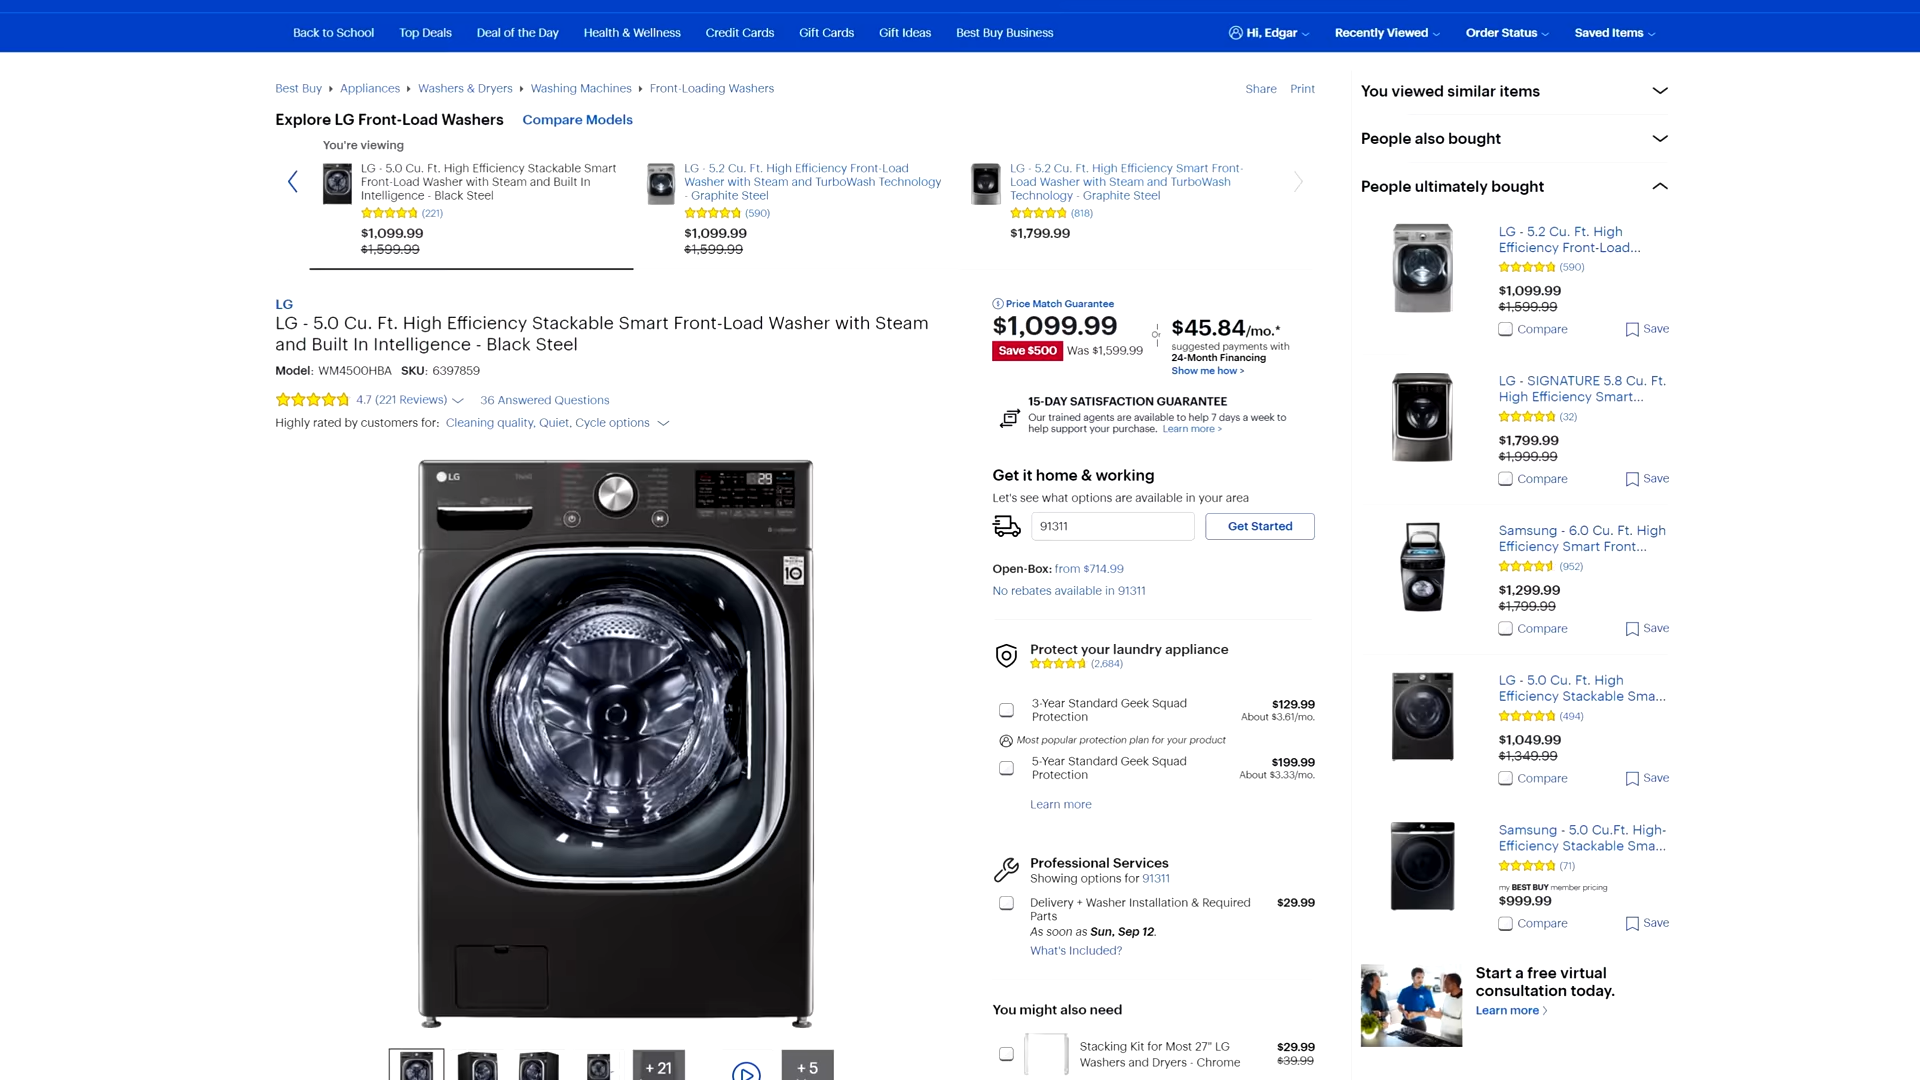 Back to School Top Deals Deal of the Day Health & Wellness Credit Cards Gift Cards Gift Ideas Best Buy Business Hi, Edgar Recently Viewed Order Status Saved Items
Best Buy Appliances Washers & Dryers Washing Machines Front-Loading Washers
Share Print
Explore LG Front-Load Washers Compare Models
You're viewing
LG - 5.0 Cu. Ft. High Efficiency Stackable Smart
Front-Load Washer with Steam and Built In
Intelligence - Black Steel
(221)
$1,099.99
$1,599.99
LG - 5.2 Cu. Ft. High Efficiency Front-Load
Washer with Steam and TurboWash Technology
- Graphite Steel
(590)
$1,099.99
$1,599.99
LG - 5.2 Cu. Ft. High Efficiency Smart Front-
Load Washer with Steam and TurboWash
Technology - Graphite Steel
(818)
$1,799.99
LG
LG - 5.0 Cu. Ft. High Efficiency Stackable Smart Front-Load Washer with Steam
and Built In Intelligence - Black Steel
Model: WM4500HBA SKU: 6397859
4.7 (221 Reviews) 36 Answered Questions
Highly rated by customers for: Cleaning quality, Quiet, Cycle options
LG
29
10
+ 21
+ 5
Price Match Guarantee
$1,099.99
Save $500 Was $1,599.99
Or
$45.84/mo.*
suggested payments with
24-Month Financing
Show me how >
15-DAY SATISFACTION GUARANTEE
Our trained agents are available to help 7 days a week to
help support your purchase. Learn more >
Get it home & working
Let's see what options are available in your area
91311 Get Started
Open-Box: from $714.99
No rebates available in 91311
Protect your laundry appliance
(2,684)
3-Year Standard Geek Squad
Protection
$129.99
About $3.61/mo.
Most popular protection plan for your product
5-Year Standard Geek Squad
Protection
$199.99
About $3.33/mo.
Learn more
Professional Services
Showing options for 91311
Delivery + Washer Installation & Required
Parts
$29.99
As soon as Sun, Sep 12.
What's Included?
You might also need
Stacking Kit for Most 27" LG
Washers and Dryers - Chrome
$29.99
$39.99
You viewed similar items
People also bought
People ultimately bought
LG - 5.2 Cu. Ft. High
Efficiency Front-Load...
(590)
$1,099.99
$1,599.99
Compare Save
LG - SIGNATURE 5.8 Cu. Ft.
High Efficiency Smart...
(32)
$1,799.99
$1,999.99
Compare Save
Samsung - 6.0 Cu. Ft. High
Efficiency Smart Front...
(952)
$1,299.99
$1,799.99
Compare Save
LG - 5.0 Cu. Ft. High
Efficiency Stackable Sma...
(494)
$1,049.99
$1,349.99
Compare Save
Samsung - 5.0 Cu.Ft. High-
Efficiency Stackable Sma...
(71)
my BEST BUY member pricing
$999.99
Compare Save
Start a free virtual
consultation today.
Learn more >